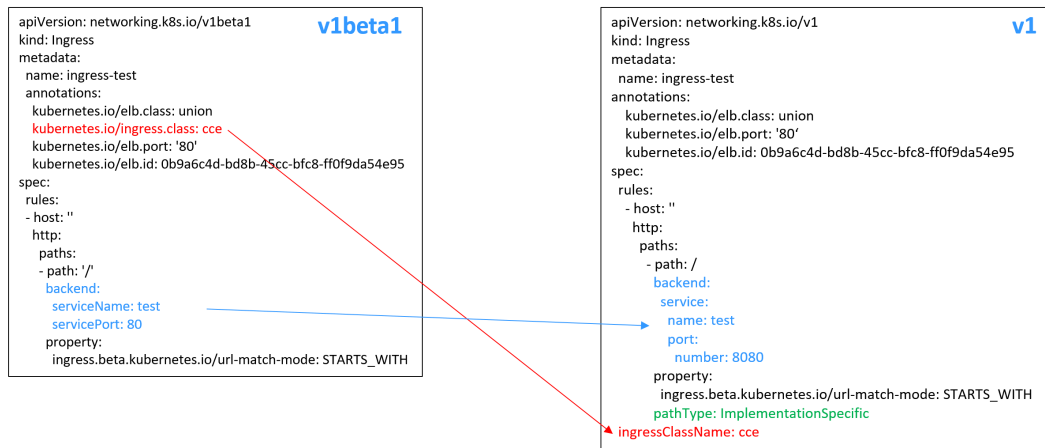 v1beta1
apiVersion: networking.k8s.io/v1beta1
kind: Ingress
metadata:
name: ingress-test
annotations:
kubernetes.io/elb.class: union
kubernetes.io/ingress.class: cce
kubernetes.io/elb.port: '80'
kubernetes.io/elb.id: 0b9a6c4d-bd8b-45cc-bfc8-ff0f9da54e95
spec:
rules:
- host: ''
http:
paths:
- path: '/'
backend:
serviceName: test
servicePort: 80
property:
ingress.beta.kubernetes.io/url-match-mode: STARTS_WITH
v1
apiVersion: networking.k8s.io/v1
kind: Ingress
metadata:
name: ingress-test
annotations:
kubernetes.io/elb.class: union
kubernetes.io/elb.port: '80‘
kubernetes.io/elb.id: 0b9a6c4d-bd8b-45cc-bfc8-ff0f9da54e95
spec:
rules:
- host: ''
http:
paths:
- path: /
backend:
service:
name: test
port:
number: 8080
property:
ingress.beta.kubernetes.io/url-match-mode: STARTS_WITH
pathType: ImplementationSpecific
ingressClassName: cce